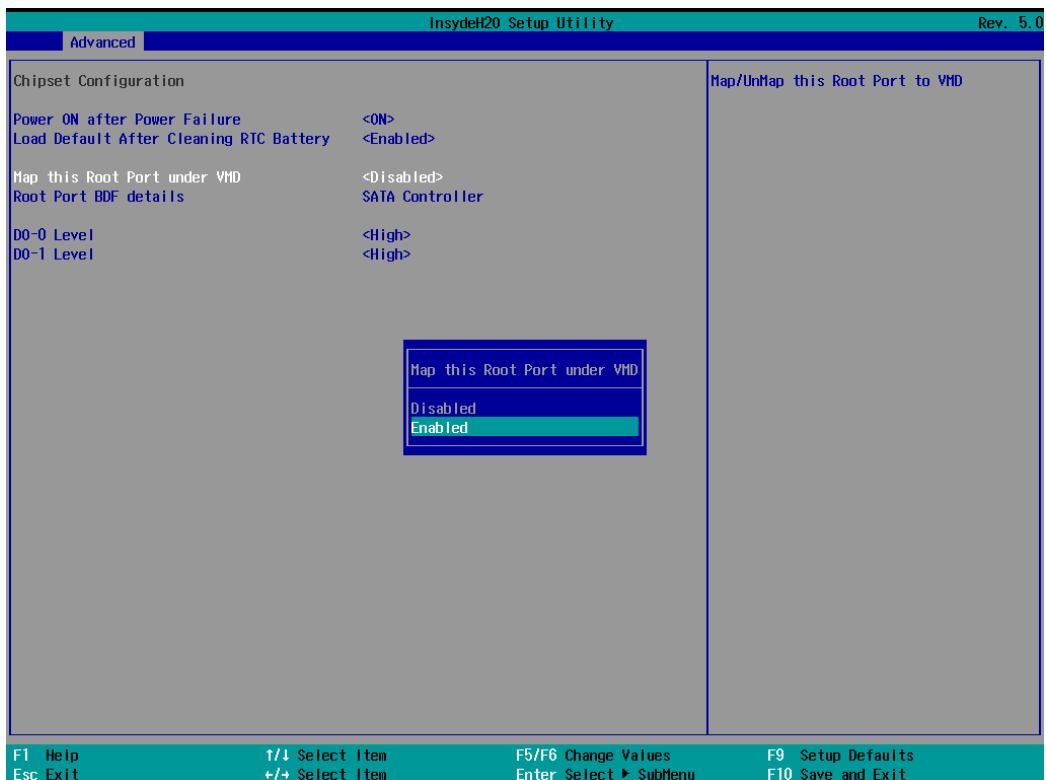 InsydeH20 Setup Utility Rev. 5.0
Advanced
Chipset Configuration
Map/UnMap this Root Port to VMD
Power ON after Power Failure <ON>
Load Default After Cleaning RTC Battery <Enabled>
Map this Root Port under VMD <Disabled>
Root Port BDF details SATA Controller
DO-0 Level <High>
DO-1 Level <High>
Map this Root Port under VMD
Disabled
Enabled
F1 Help ↑/↓ Select Item F5/F6 Change Values F9 Setup Defaults
Esc Exit ←/→ Select Item Enter Select ▶ SubMenu F10 Save and Exit